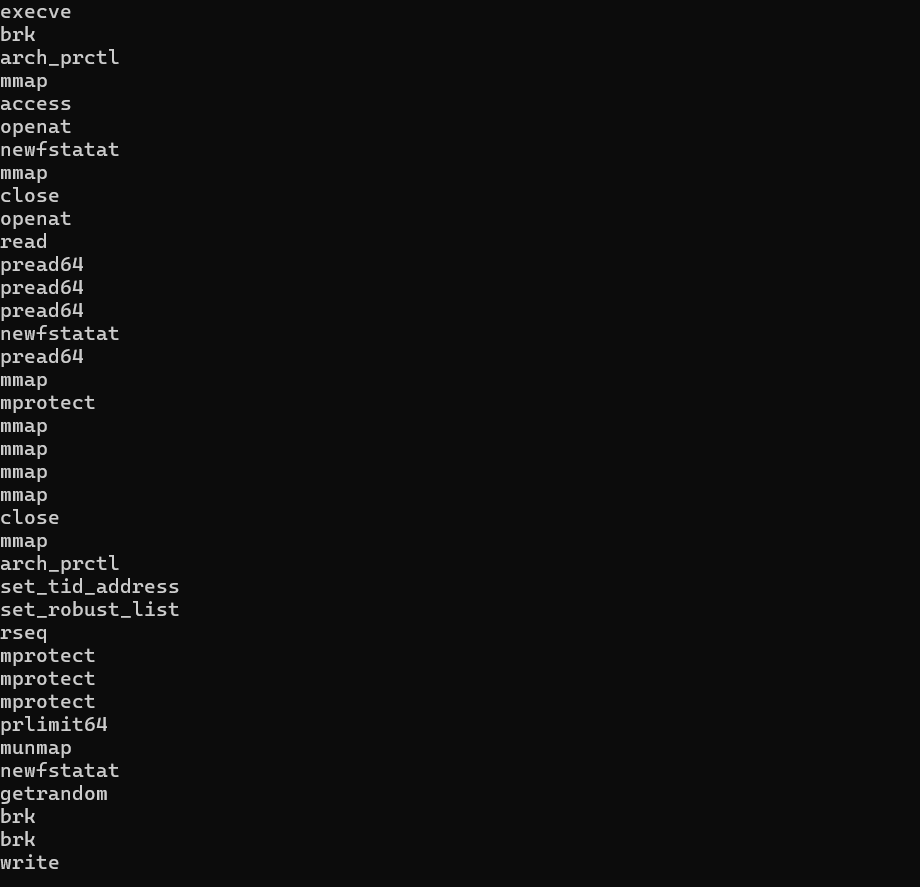 execve
brk
arch_prctl
mmap
access
openat
newfstatat
mmap
close
openat
read
pread64
pread64
pread64
newfstatat
pread64
mmap
mprotect
mmap
mmap
mmap
mmap
close
mmap
arch_prctl
set_tid_address
set_robust_list
rseq
mprotect
mprotect
mprotect
prlimit64
munmap
newfstatat
getrandom
brk
brk
write